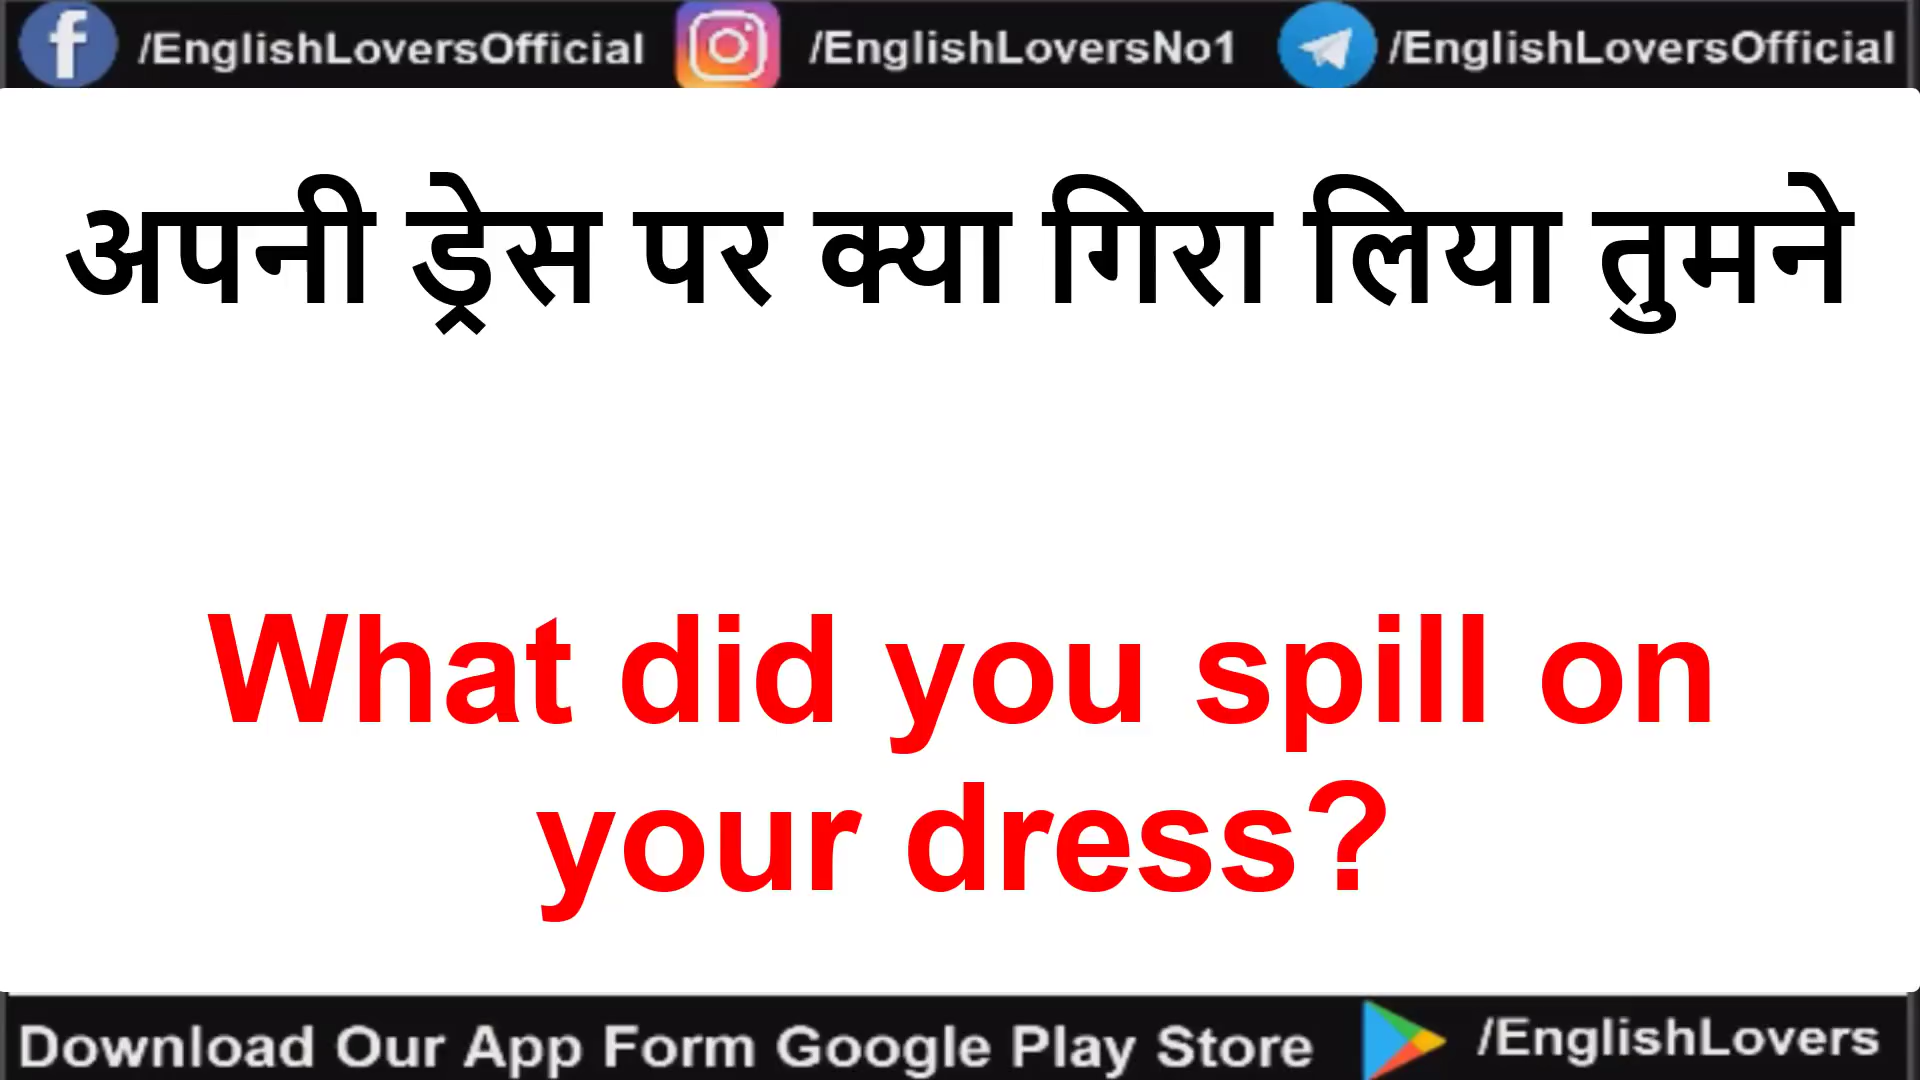 /EnglishLoversOfficial /EnglishLoversNo1 /EnglishLoversOfficial
अपनी ड्रेस पर क्या गिरा लिया तुमने
What did you spill on
your dress?
Download Our App Form Google Play Store /EnglishLovers